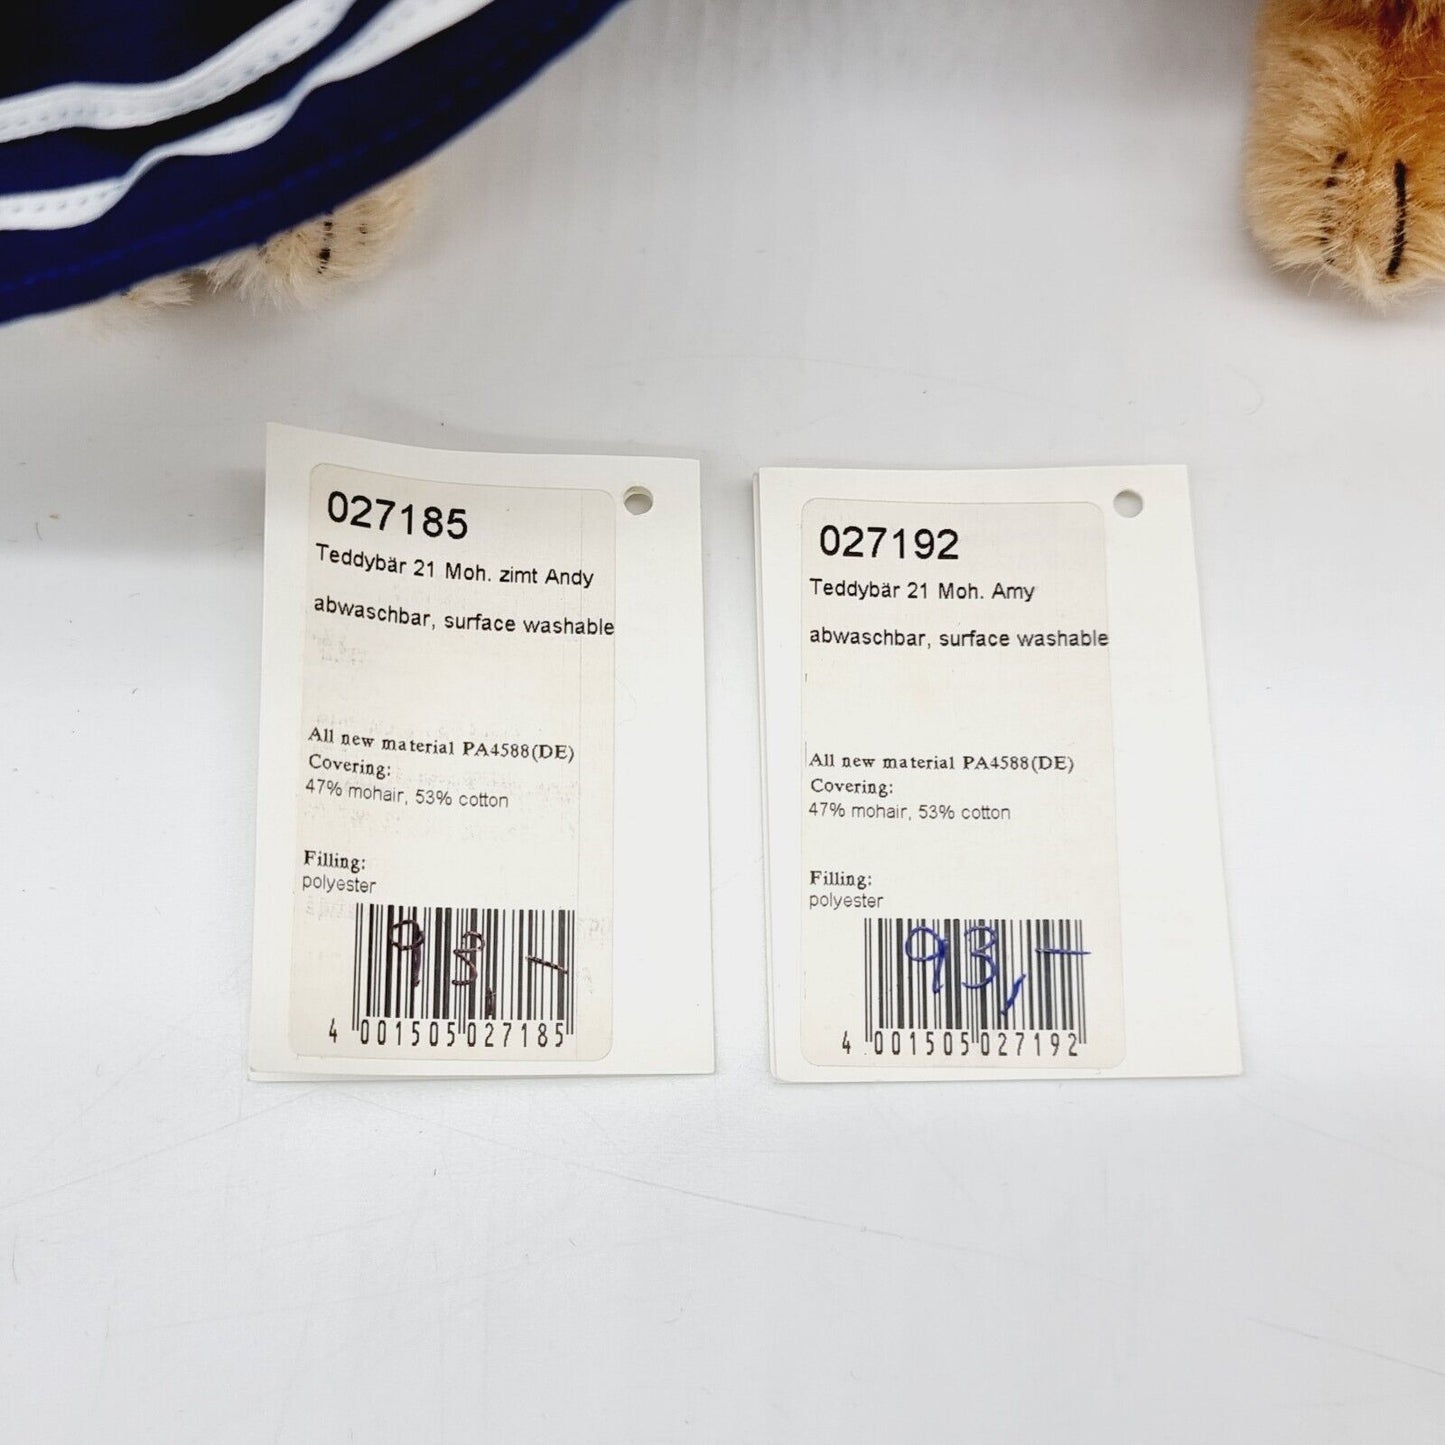 027185
Teddybär 21 Moh. zimt Andy
abwaschbar, surface washable
All new material PA4588(DE)
Covering:
47% mohair, 53% cotton
Filling:
polyester
93,-
4 001505 027185
027192
Teddybär 21 Moh. Amy
abwaschbar, surface washable
All new material PA4588(DE)
Covering:
47% mohair, 53% cotton
Filling:
polyester
93,-
4 001505 027192